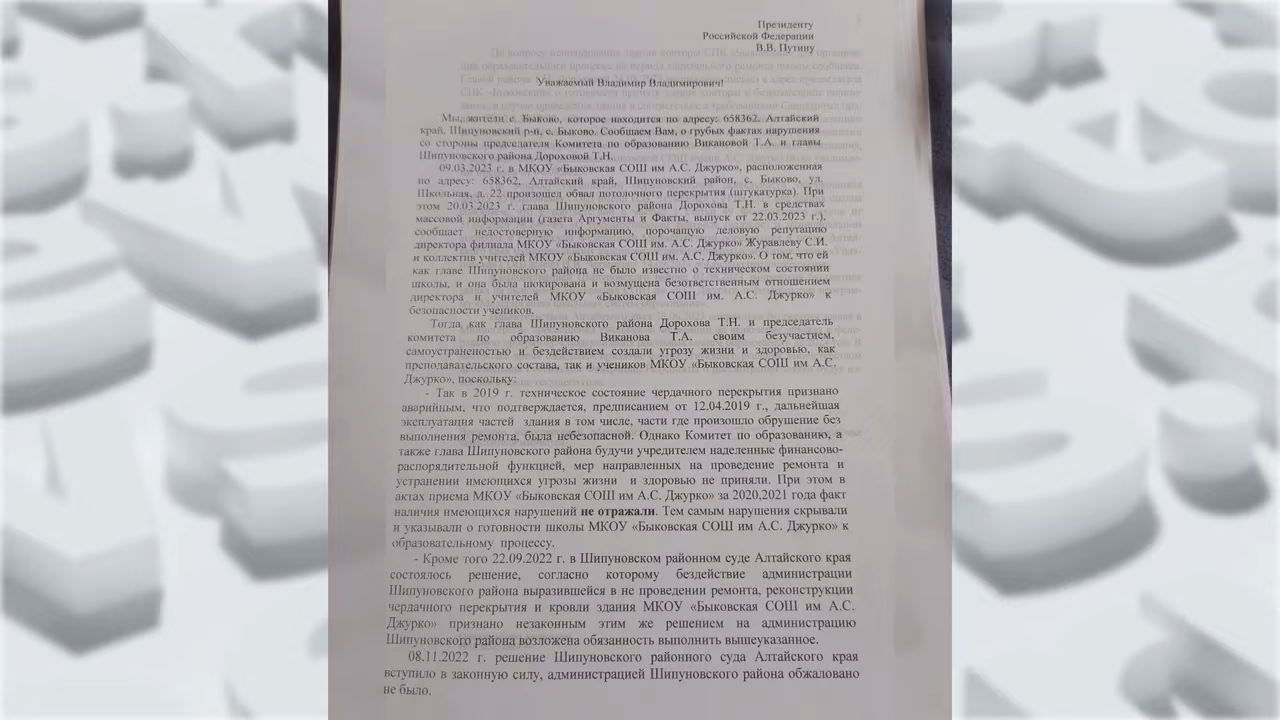 Президенту
Российской Федерации
В.В. Путину
Уважаемый Владимир Владимирович!
Мы, жители с. Быково, которое находится по адресу: 658362, Алтайский
край, Шипуновский р-н, с. Быково. Сообщаем Вам, о грубых фактах нарушения
со стороны председателя Комитета по образованию Викановой Т.А. и главы
Шипуновского района Дороховой Т.Н.
09.03.2023 г. в МКОУ «Быковская СОШ им А.С. Джурко», расположенная
по адресу: 658362, Алтайский край, Шипуновский район, с. Быково, ул.
Школьная, д. 22 произошел обвал потолочного перекрытия (штукатурка). При
этом 20.03.2023 г. глава Шипуновского района Дорохова Т.Н. в средствах
массовой информации (газета Аргументы и Факты, выпуск от 22.03.2023 г.),
сообщает недостоверную информацию, порочащую деловую репутацию
директора филиала МКОУ «Быковская СОШ им. А.С. Джурко» Журавлеву С.И.
и коллектив учителей МКОУ «Быковская СОШ им. А.С. Джурко». О том, что ей
как главе Шипуновского района не было известно о техническом состоянии
школы, и она была шокирована и возмущена безответственным отношением
директора и учителей МКОУ «Быковская СОШ им. А.С. Джурко» к
безопасности учеников.
Тогда как глава Шипуновского района Дорохова Т.Н. и председатель
комитета по образованию Виканова Т.А. своим безучастием,
самоустраненостью и бездействием создали угрозу жизни и здоровью, как
преподавательского состава, так и учеников МКОУ «Быковская СОШ им А.С.
Джурко», поскольку:
- Так в 2019 г. техническое состояние чердачного перекрытия признано
аварийным, что подтверждается, предписанием от 12.04.2019 г., дальнейшая
эксплуатация частей здания в том числе, части где произошло обрушение без
выполнения ремонта, была небезопасной. Однако Комитет по образованию, а
также глава Шипуновского района будучи учредителем наделенные финансово-
распорядительной функцией, мер направленных на проведение ремонта и
устранении имеющихся угрозы жизни и здоровью не приняли. При этом в
актах приема МКОУ «Быковская СОШ им А.С. Джурко» за 2020,2021 года факт
наличия имеющихся нарушений не отражали. Тем самым нарушения скрывали
и указывали о готовности школы МКОУ «Быковская СОШ им А.С. Джурко» к
образовательному процессу.
- Кроме того 22.09.2022 г. в Шипуновском районном суде Алтайского края
состоялось решение, согласно которому бездействие администрации
Шипуновского района выразившейся в не проведении ремонта, реконструкции
чердачного перекрытия и кровли здания МКОУ «Быковская СОШ им А.С.
Джурко» признано незаконным этим же решением на администрацию
Шипуновского района возложена обязанность выполнить вышеуказанное.
08.11.2022 г. решение Шипуновского районного суда Алтайского края
вступило в законную силу, администрацией Шипуновского района обжаловано
не было.